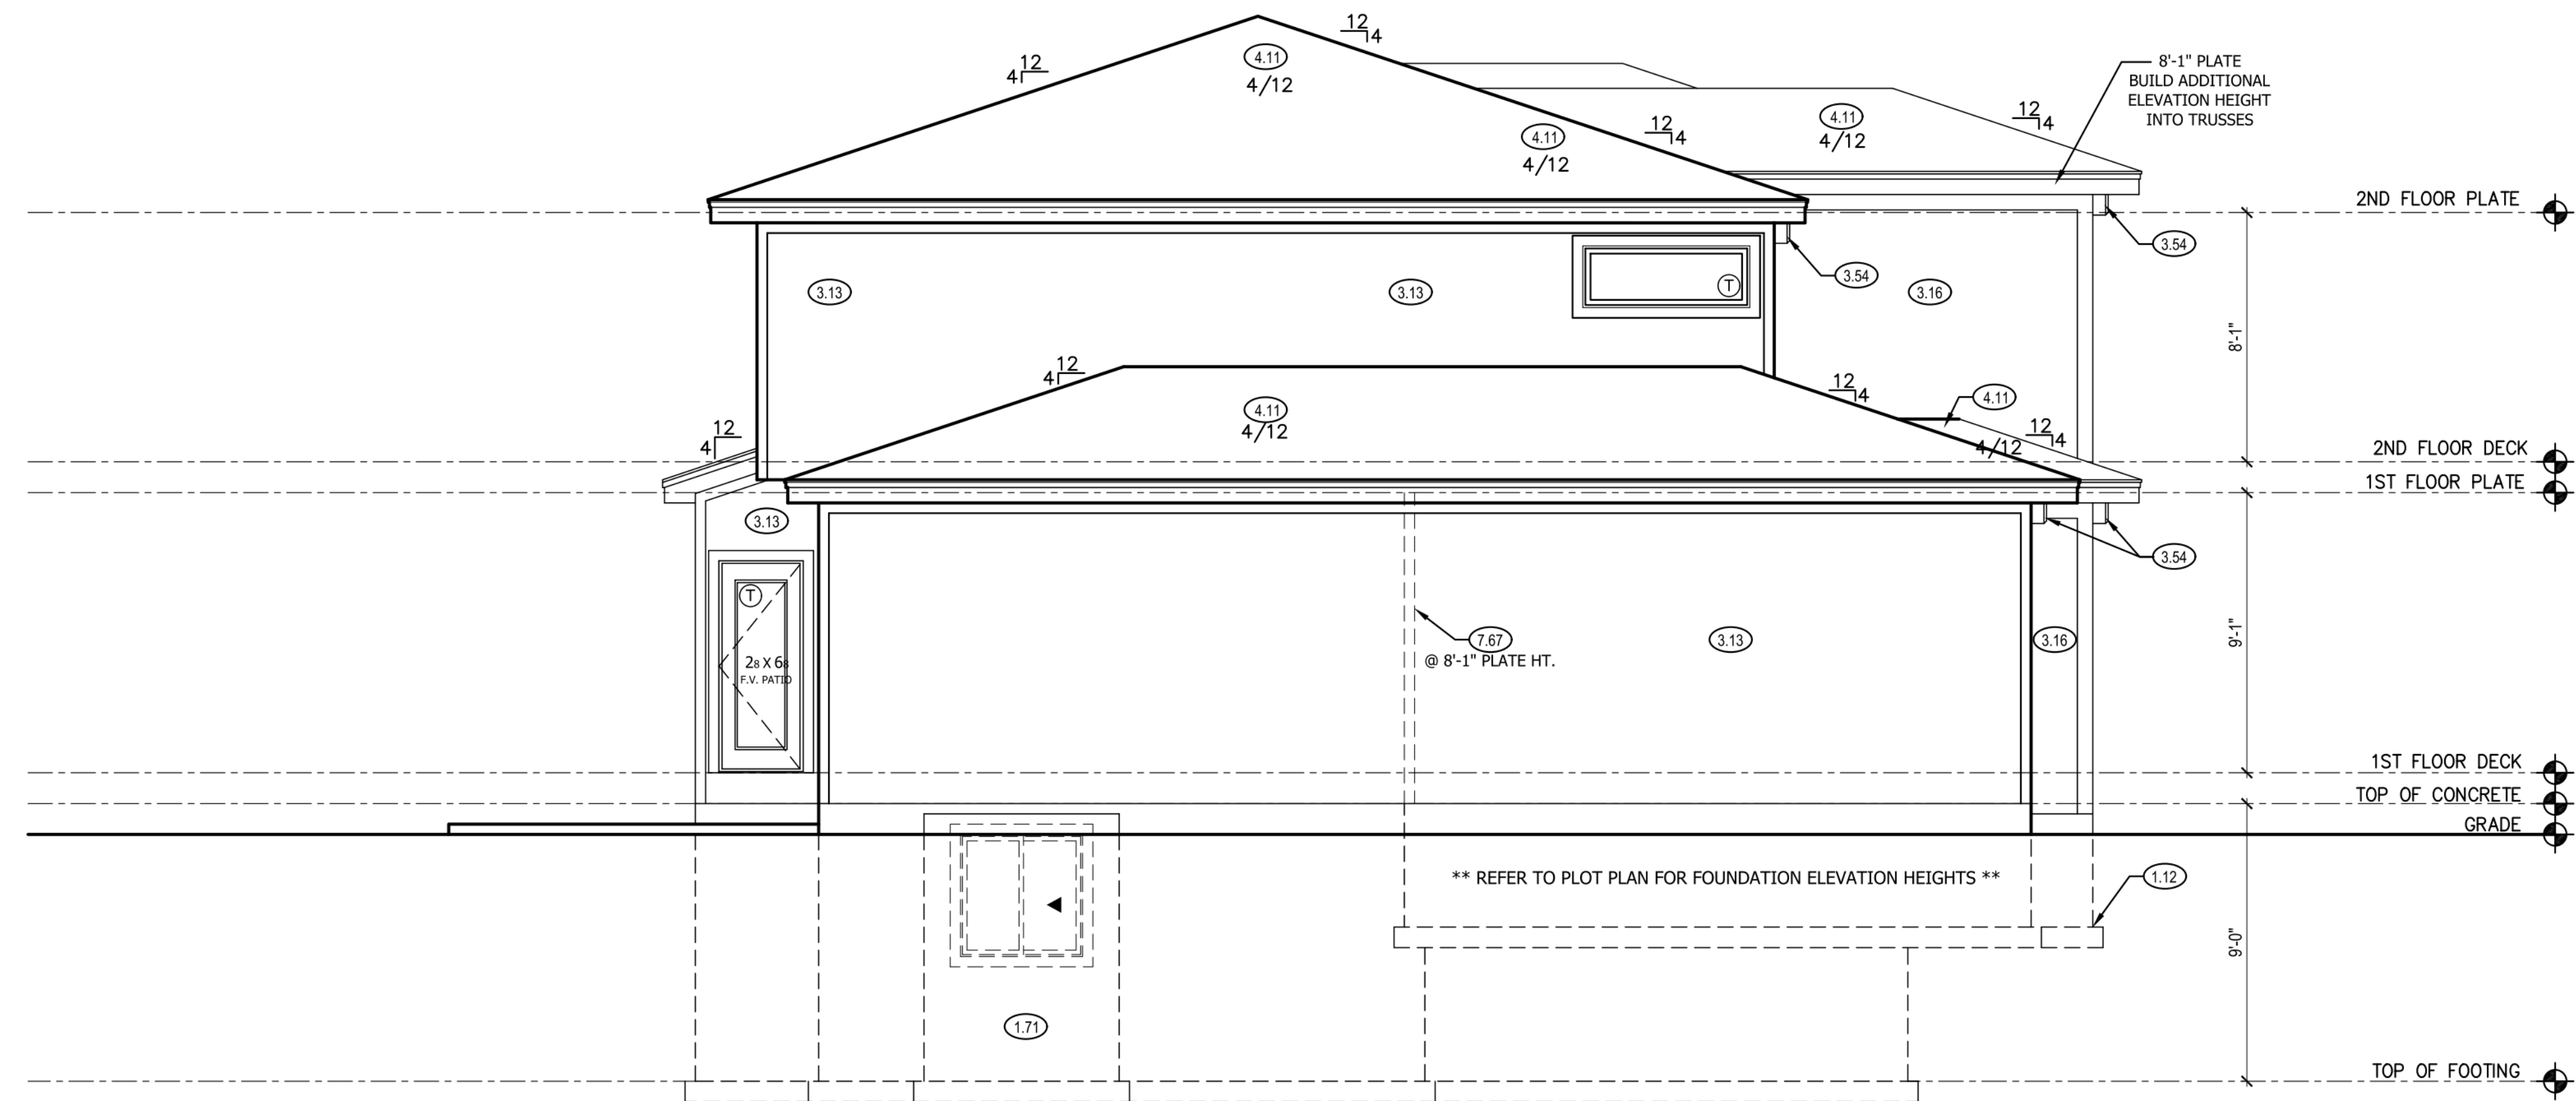 12
4
4.11
4/12
12
4
4.11
4/12
12
4
4.11
4/12
12
4
8'-1" PLATE
BUILD ADDITIONAL
ELEVATION HEIGHT
INTO TRUSSES
2ND FLOOR PLATE
3.54
3.54
3.13
3.13
T
3.16
8'-1"
12
4
4.11
4/12
12
4
4.11
12
4
4/12
12
4
2ND FLOOR DECK
1ST FLOOR PLATE
3.13
3.54
T
28 X 68
F.V. PATIO
7.67
@ 8'-1" PLATE HT.
3.13
3.16
9'-1"
1ST FLOOR DECK
TOP OF CONCRETE
GRADE
** REFER TO PLOT PLAN FOR FOUNDATION ELEVATION HEIGHTS **
1.12
9'-0"
1.71
TOP OF FOOTING